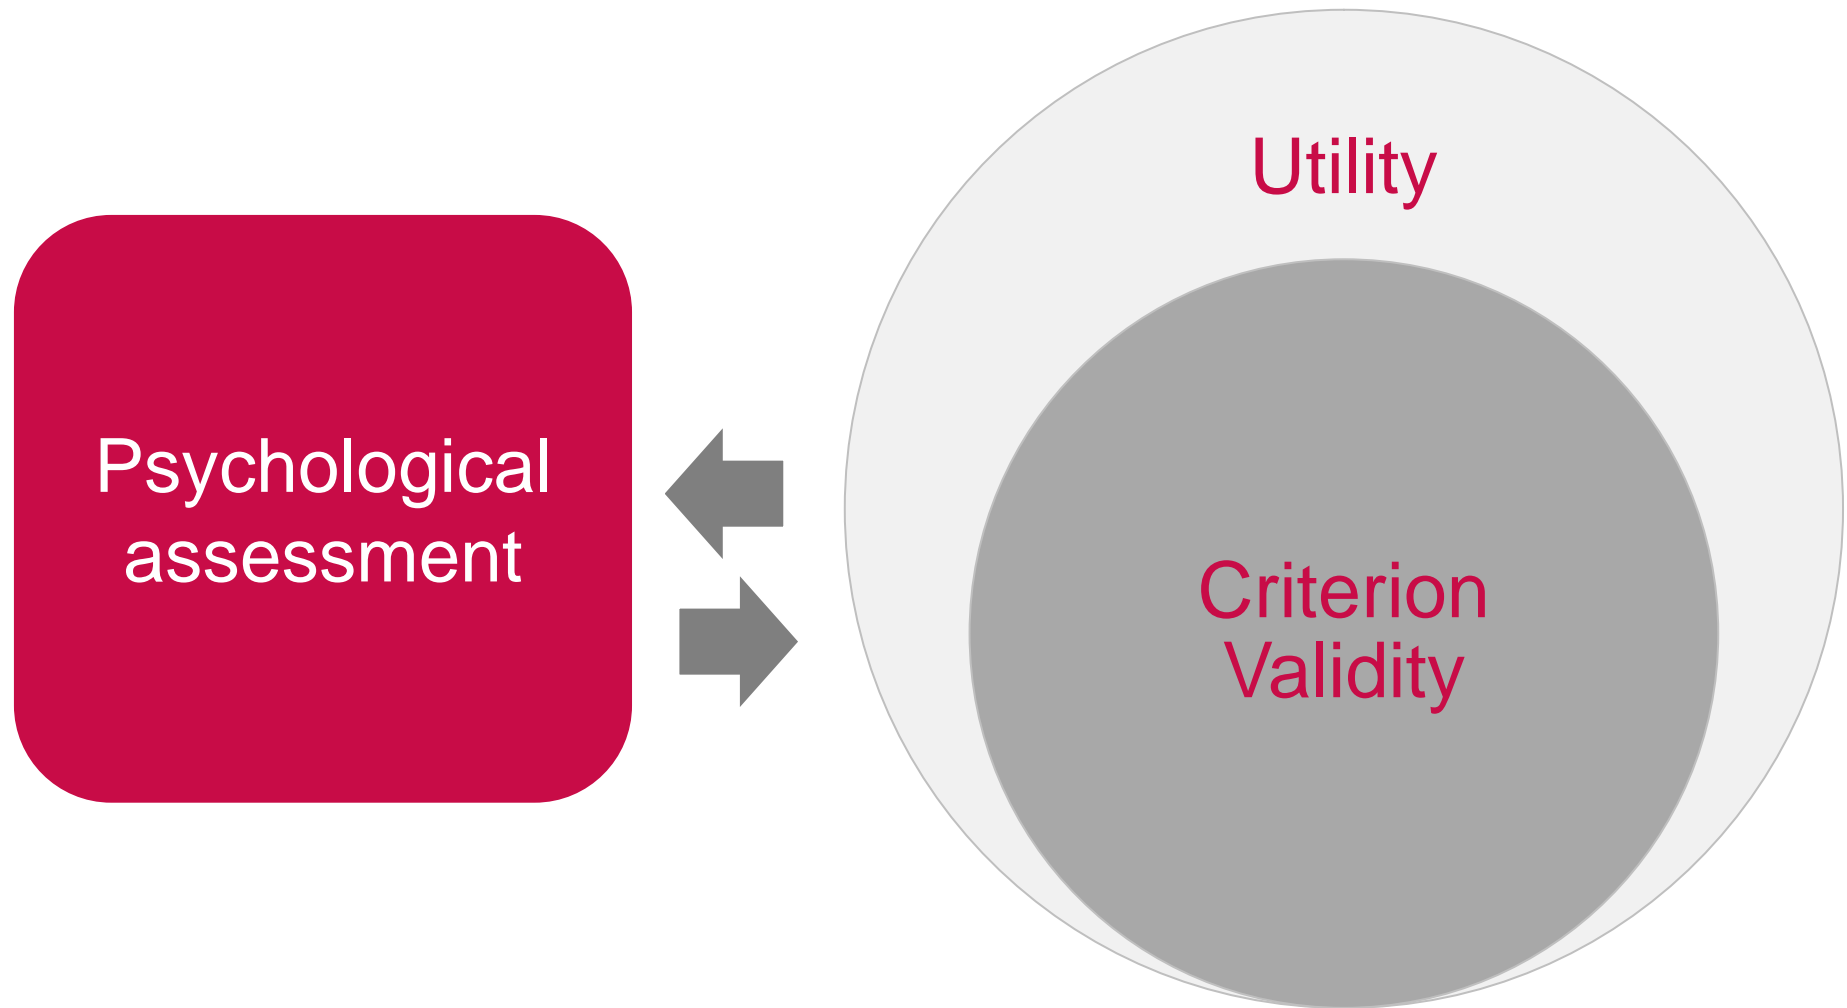 Utility
Psychological
assessment
Criterion
Validity